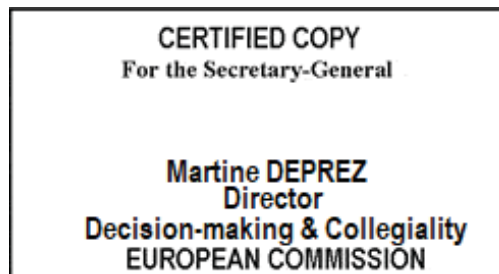 CERTIFIED COPY
For the Secretary-General
Martine DEPREZ
Director
Decision-making & Collegiality
EUROPEAN COMMISSION